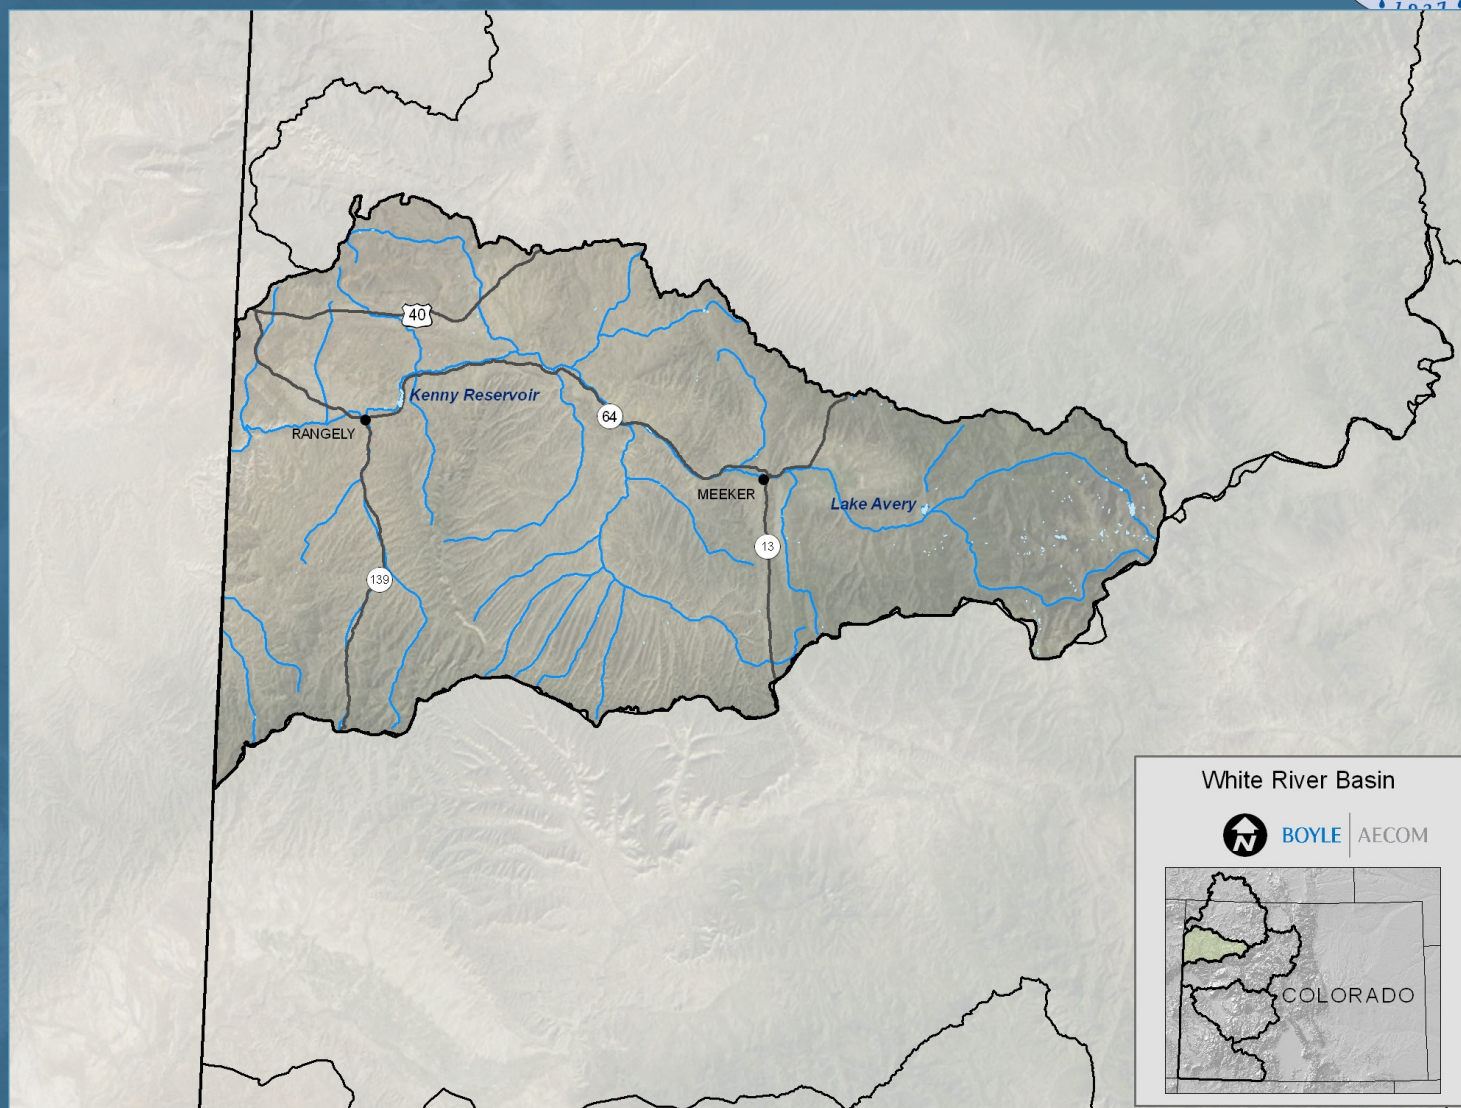 40
Kenny Reservoir
64
RANGELY
MEEKER
Lake Avery
13
139
White River Basin
N
BOYLE | AECOM
COLORADO